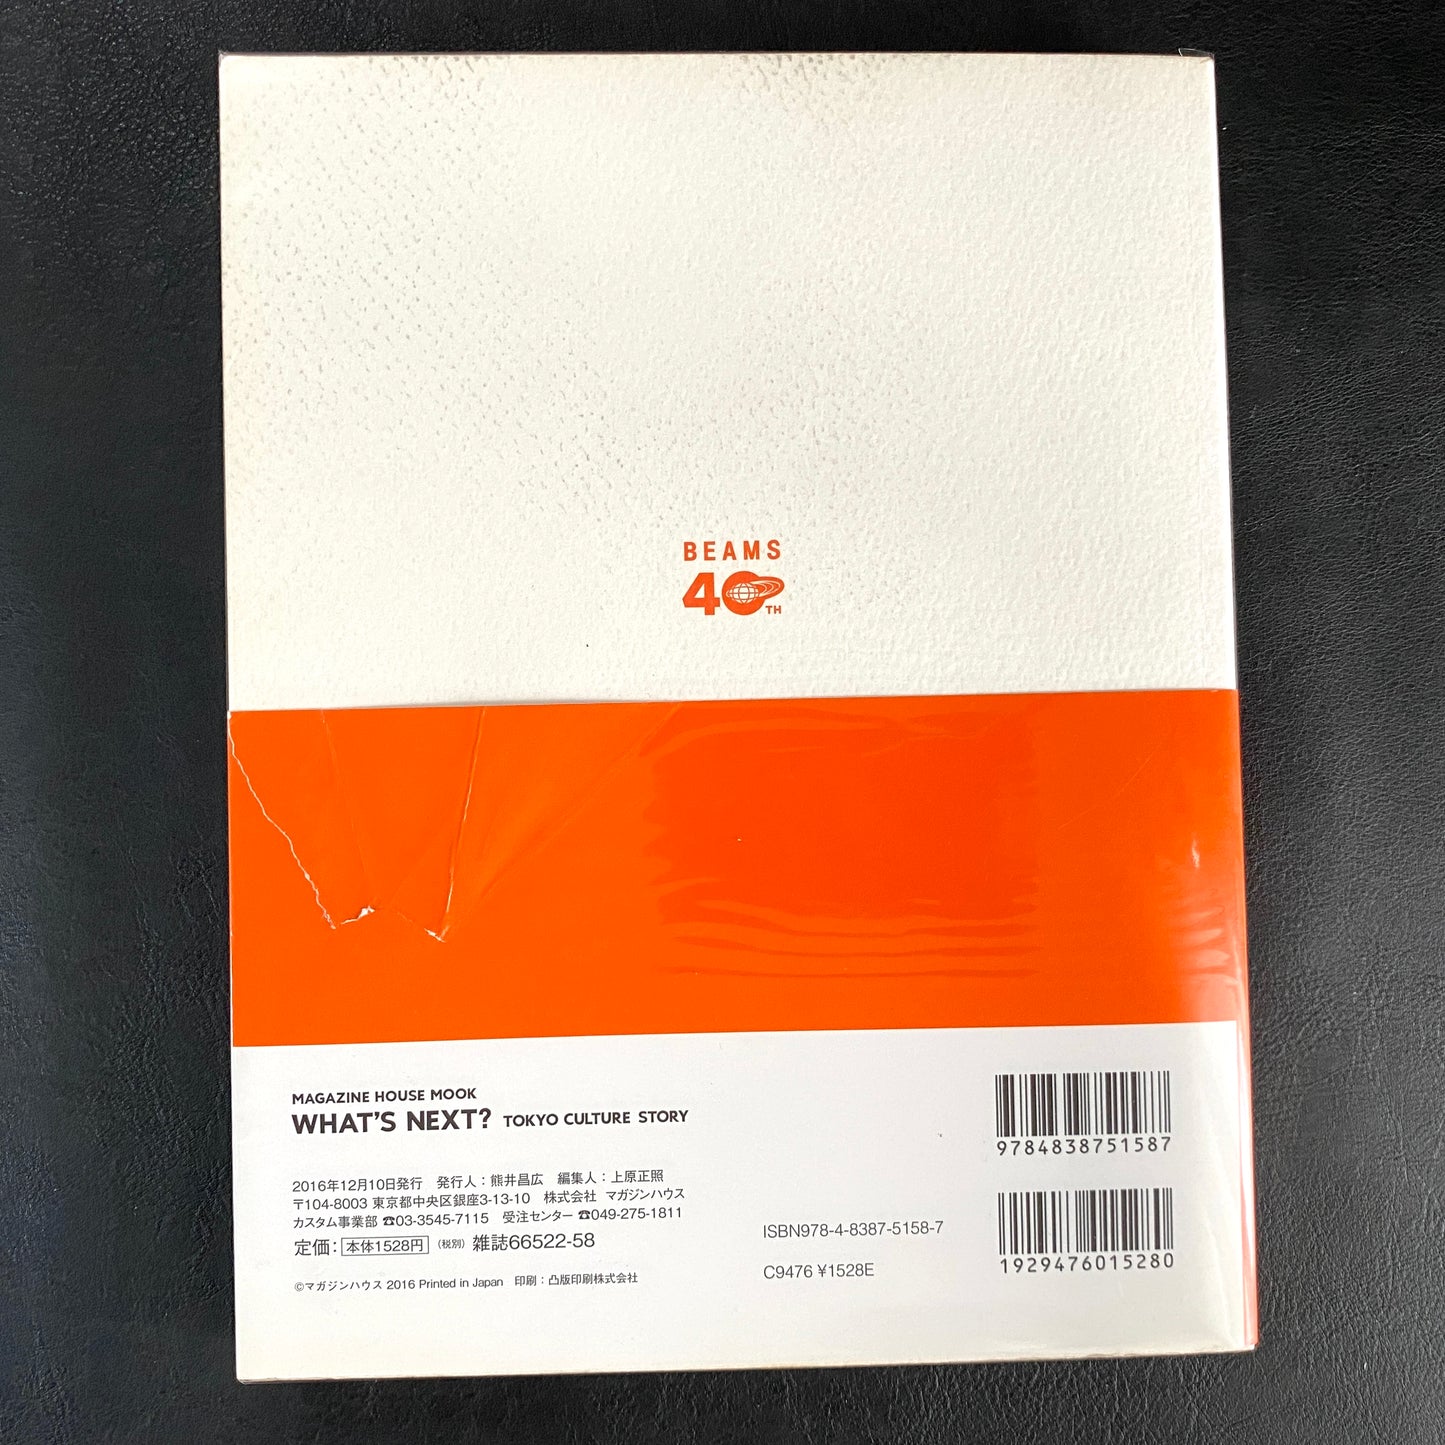 BEAMS
40TH
MAGAZINE HOUSE MOOK
WHAT'S NEXT? TOKYO CULTURE STORY
2016年12月10日発行 発行人：熊井昌広 編集人：上原正照
〒104-8003 東京都中央区銀座3-13-10 株式会社 マガジンハウス
カスタム事業部 ☎03-3545-7115 受注センター ☎049-275-1811
定価：本体1528円（税別） 雑誌66522-58
©マガジンハウス 2016 Printed in Japan 印刷：凸版印刷株式会社
ISBN978-4-8387-5158-7
C9476 ¥1528E
9784838751587
1929476015280